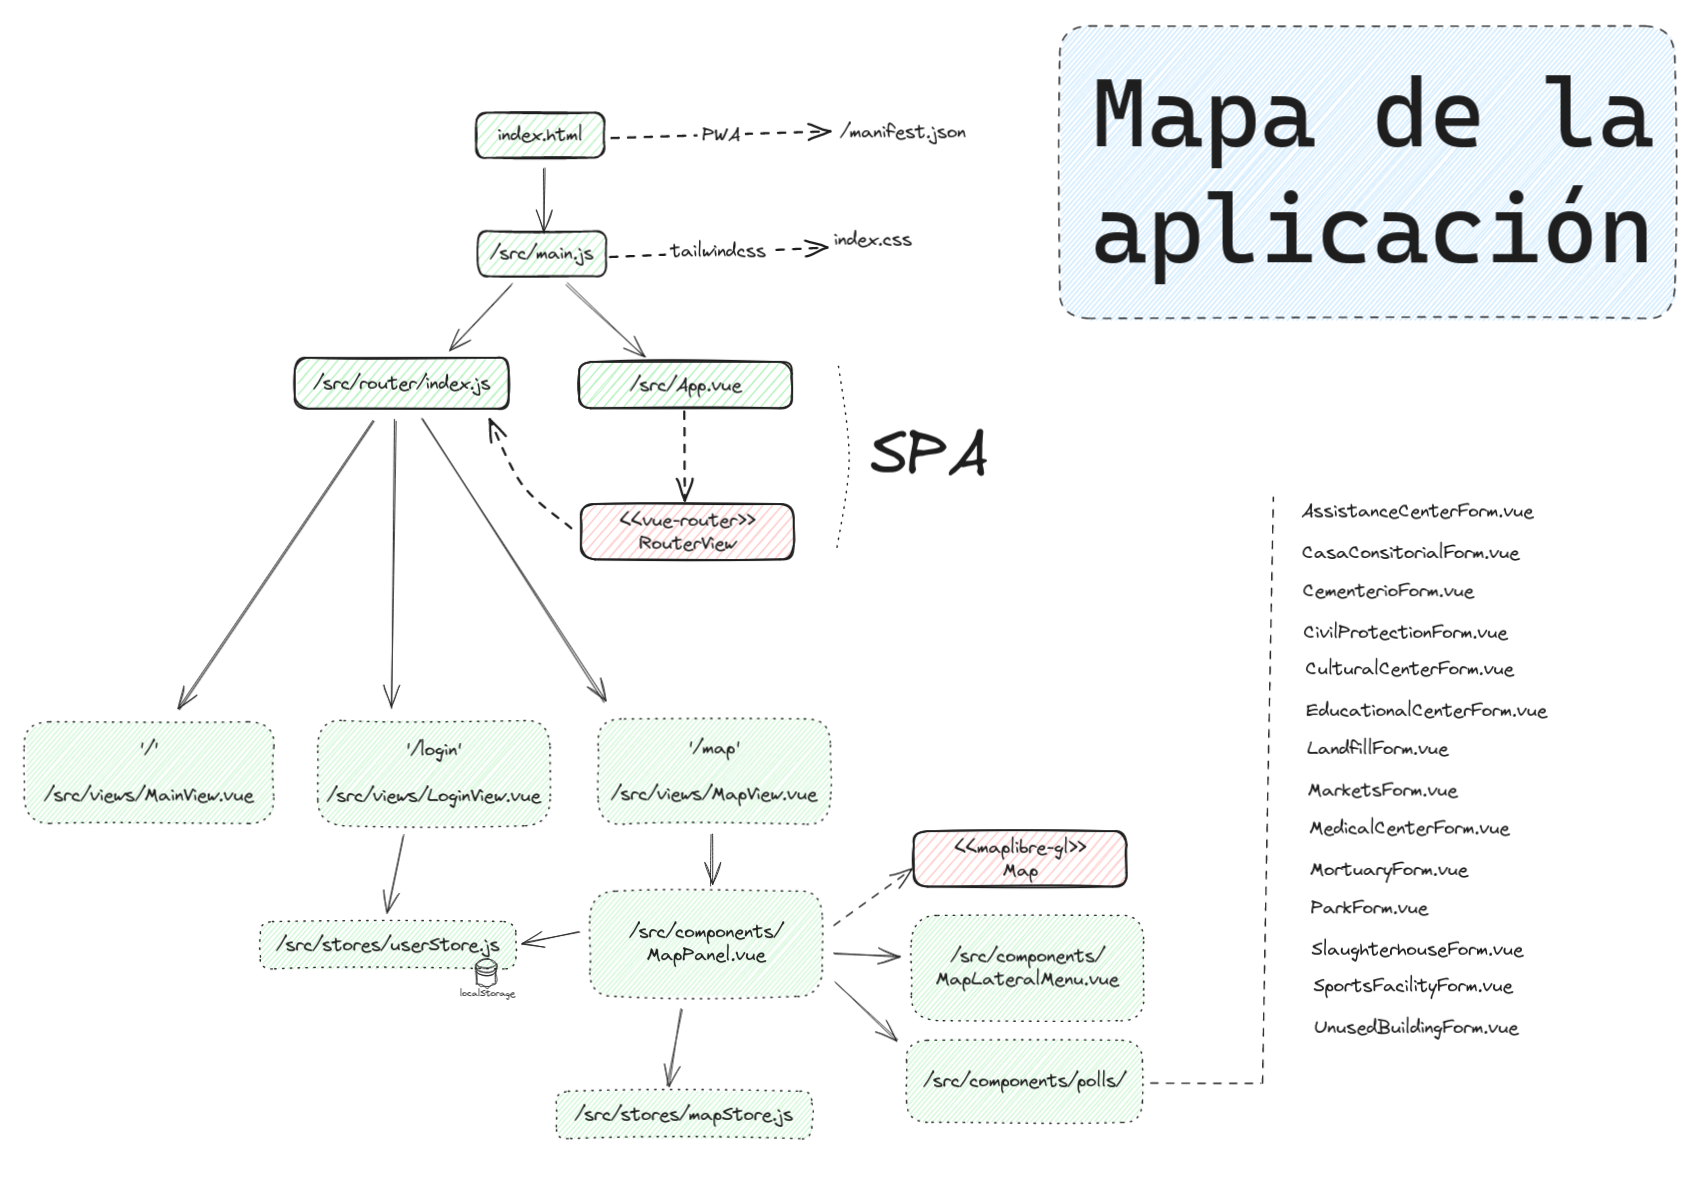 Mapa de la
aplicación
index.html
PWA
/manifest.json
/src/main.js
tailwindcss
index.css
/src/router/index.js
/src/App.vue
SPA
<<vue-router>>
RouterView
'/'
/src/views/MainView.vue
'/login'
/src/views/LoginView.vue
'/map'
/src/views/MapView.vue
/src/stores/userStore.js
localStorage
/src/components/
MapPanel.vue
<<maplibre-gl>>
Map
/src/components/
MapLateralMenu.vue
/src/components/polls/
/src/stores/mapStore.js
AssistanceCenterForm.vue
CasaConsitorialForm.vue
CementerioForm.vue
CivilProtectionForm.vue
CulturalCenterForm.vue
EducationalCenterForm.vue
LandfillForm.vue
MarketsForm.vue
MedicalCenterForm.vue
MortuaryForm.vue
ParkForm.vue
SlaughterhouseForm.vue
SportsFacilityForm.vue
UnusedBuildingForm.vue